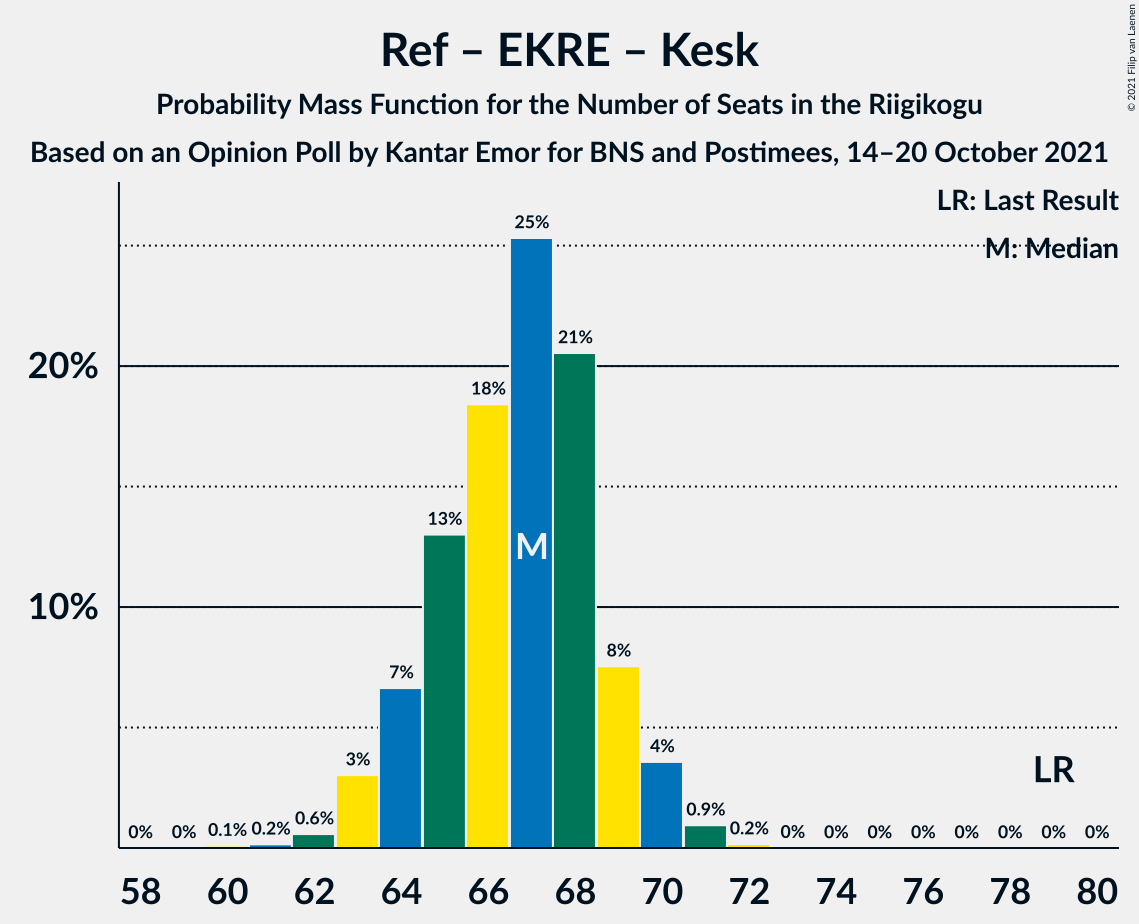 Ref – EKRE – Kesk
Probability Mass Function for the Number of Seats in the Riigikogu
Based on an Opinion Poll by Kantar Emor for BNS and Postimees, 14–20 October 2021
© 2021 Filip van Laenen
LR: Last Result
M: Median
20%
10%
0% 0% 0.1% 0.2% 0.6% 3% 7% 13% 18% 25% 21% 8% 4% 0.9% 0.2% 0% 0% 0% 0% 0% 0% 0% 0%
M
LR
58 60 62 64 66 68 70 72 74 76 78 80